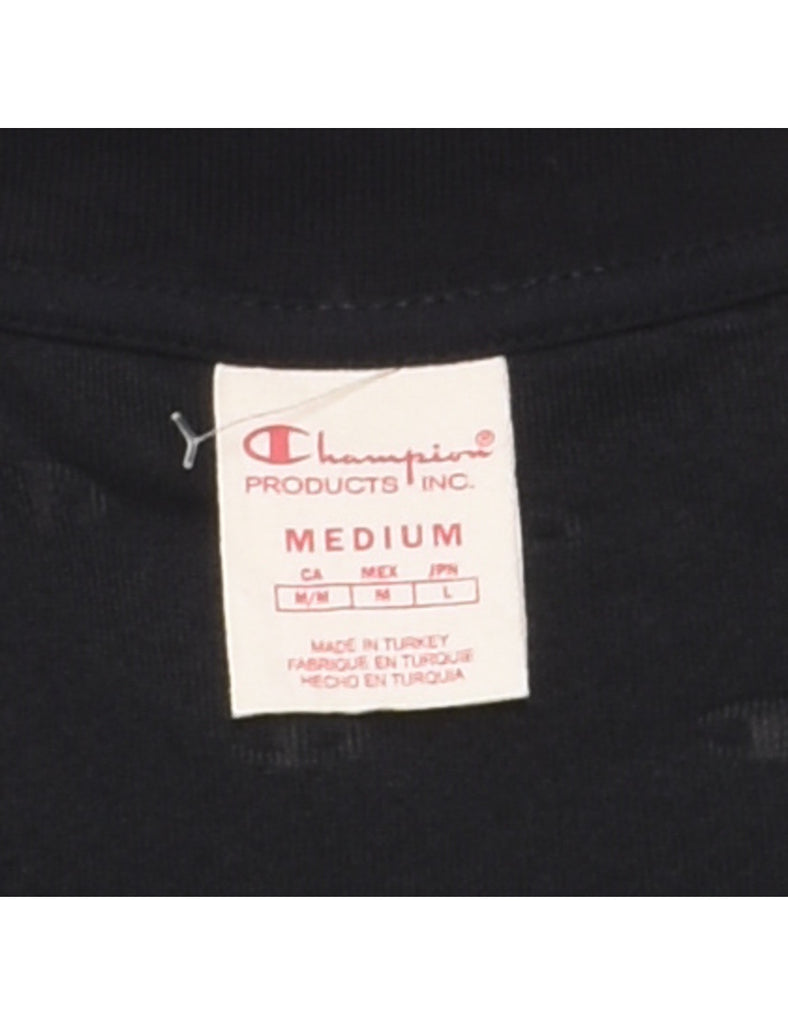 Champion®
PRODUCTS INC.
MEDIUM
CA MEX JPN
M/M M L
MADE IN TURKEY
FABRIQUE EN TURQUIE
HECHO EN TURQUIA